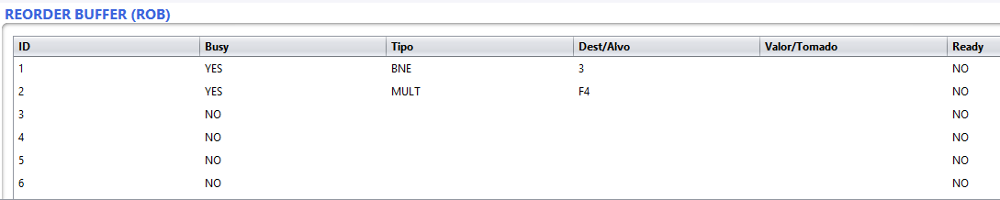 REORDER BUFFER (ROB)
ID Busy Tipo Dest/Alvo Valor/Tomado Ready
1 YES BNE 3 NO
2 YES MULT F4 NO
3 NO NO
4 NO NO
5 NO NO
6 NO NO